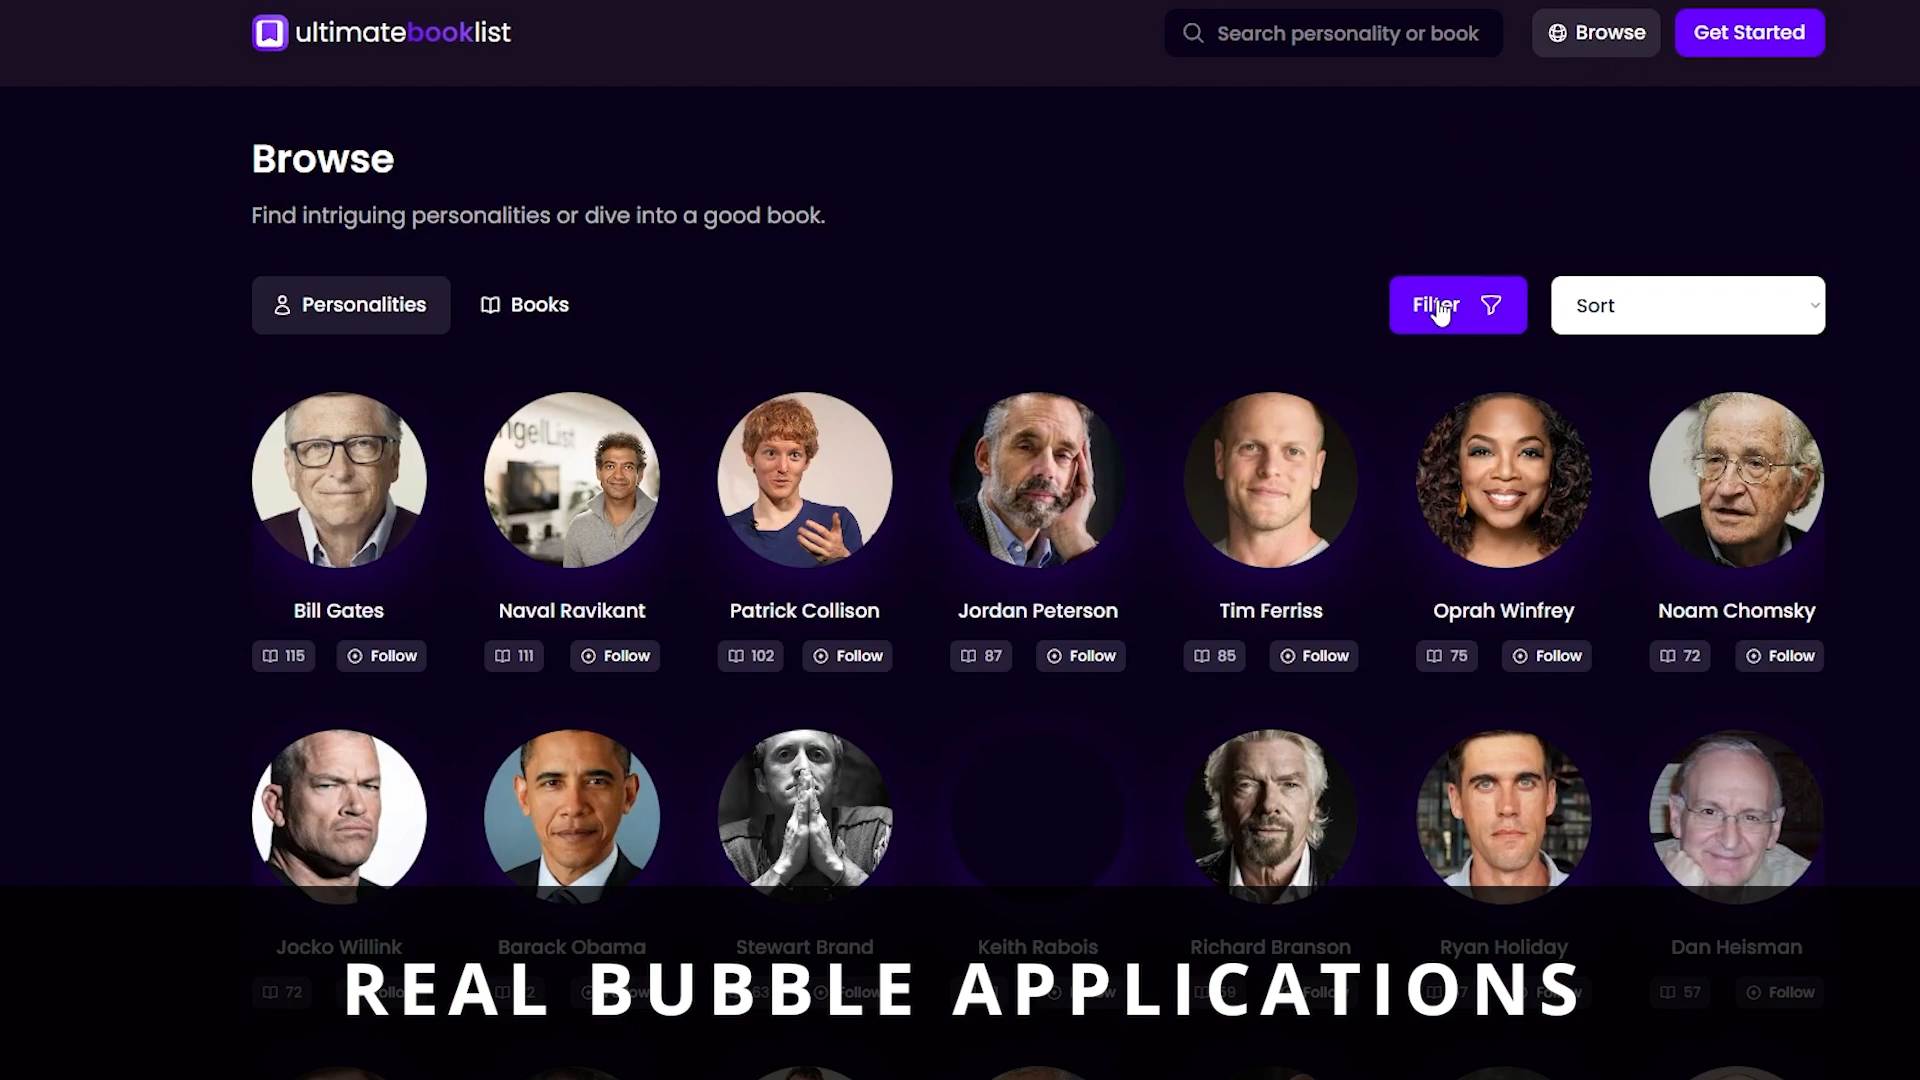 ultimatebooklist
Search personality or book
Browse
Get Started
Browse
Find intriguing personalities or dive into a good book.
Personalities
Books
Filter
Sort
ngelList
Bill Gates
Naval Ravikant
Patrick Collison
Jordan Peterson
Tim Ferriss
Oprah Winfrey
Noam Chomsky
115 Follow
111 Follow
102 Follow
87 Follow
85 Follow
75 Follow
72 Follow
Jocko Willink
Barack Obama
Stewart Brand
Keith Rabois
Richard Branson
Ryan Holiday
Dan Heisman
72
57 Follow
REAL BUBBLE APPLICATIONS